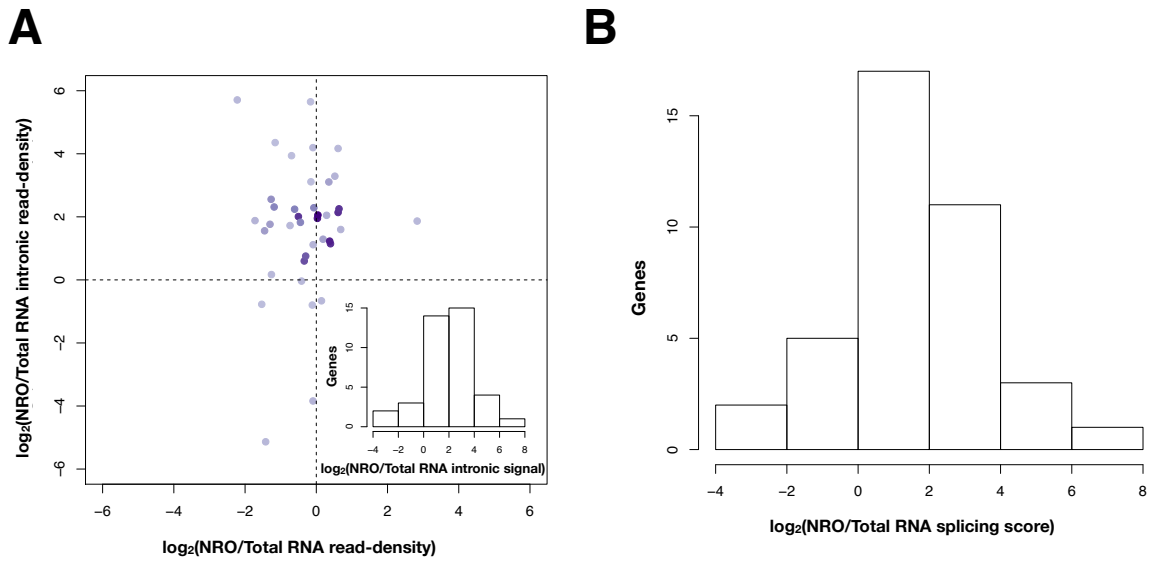 A
B
log₂(NRO/Total RNA intronic read-density)
6
4
2
0
−2
−4
−6
−6 −4 −2 0 2 4 6
log₂(NRO/Total RNA read-density)
Genes
15
10
5
0
−4 −2 0 2 4 6 8
log₂(NRO/Total RNA intronic signal)
Genes
15
10
5
0
−4 −2 0 2 4 6 8
log₂(NRO/Total RNA splicing score)